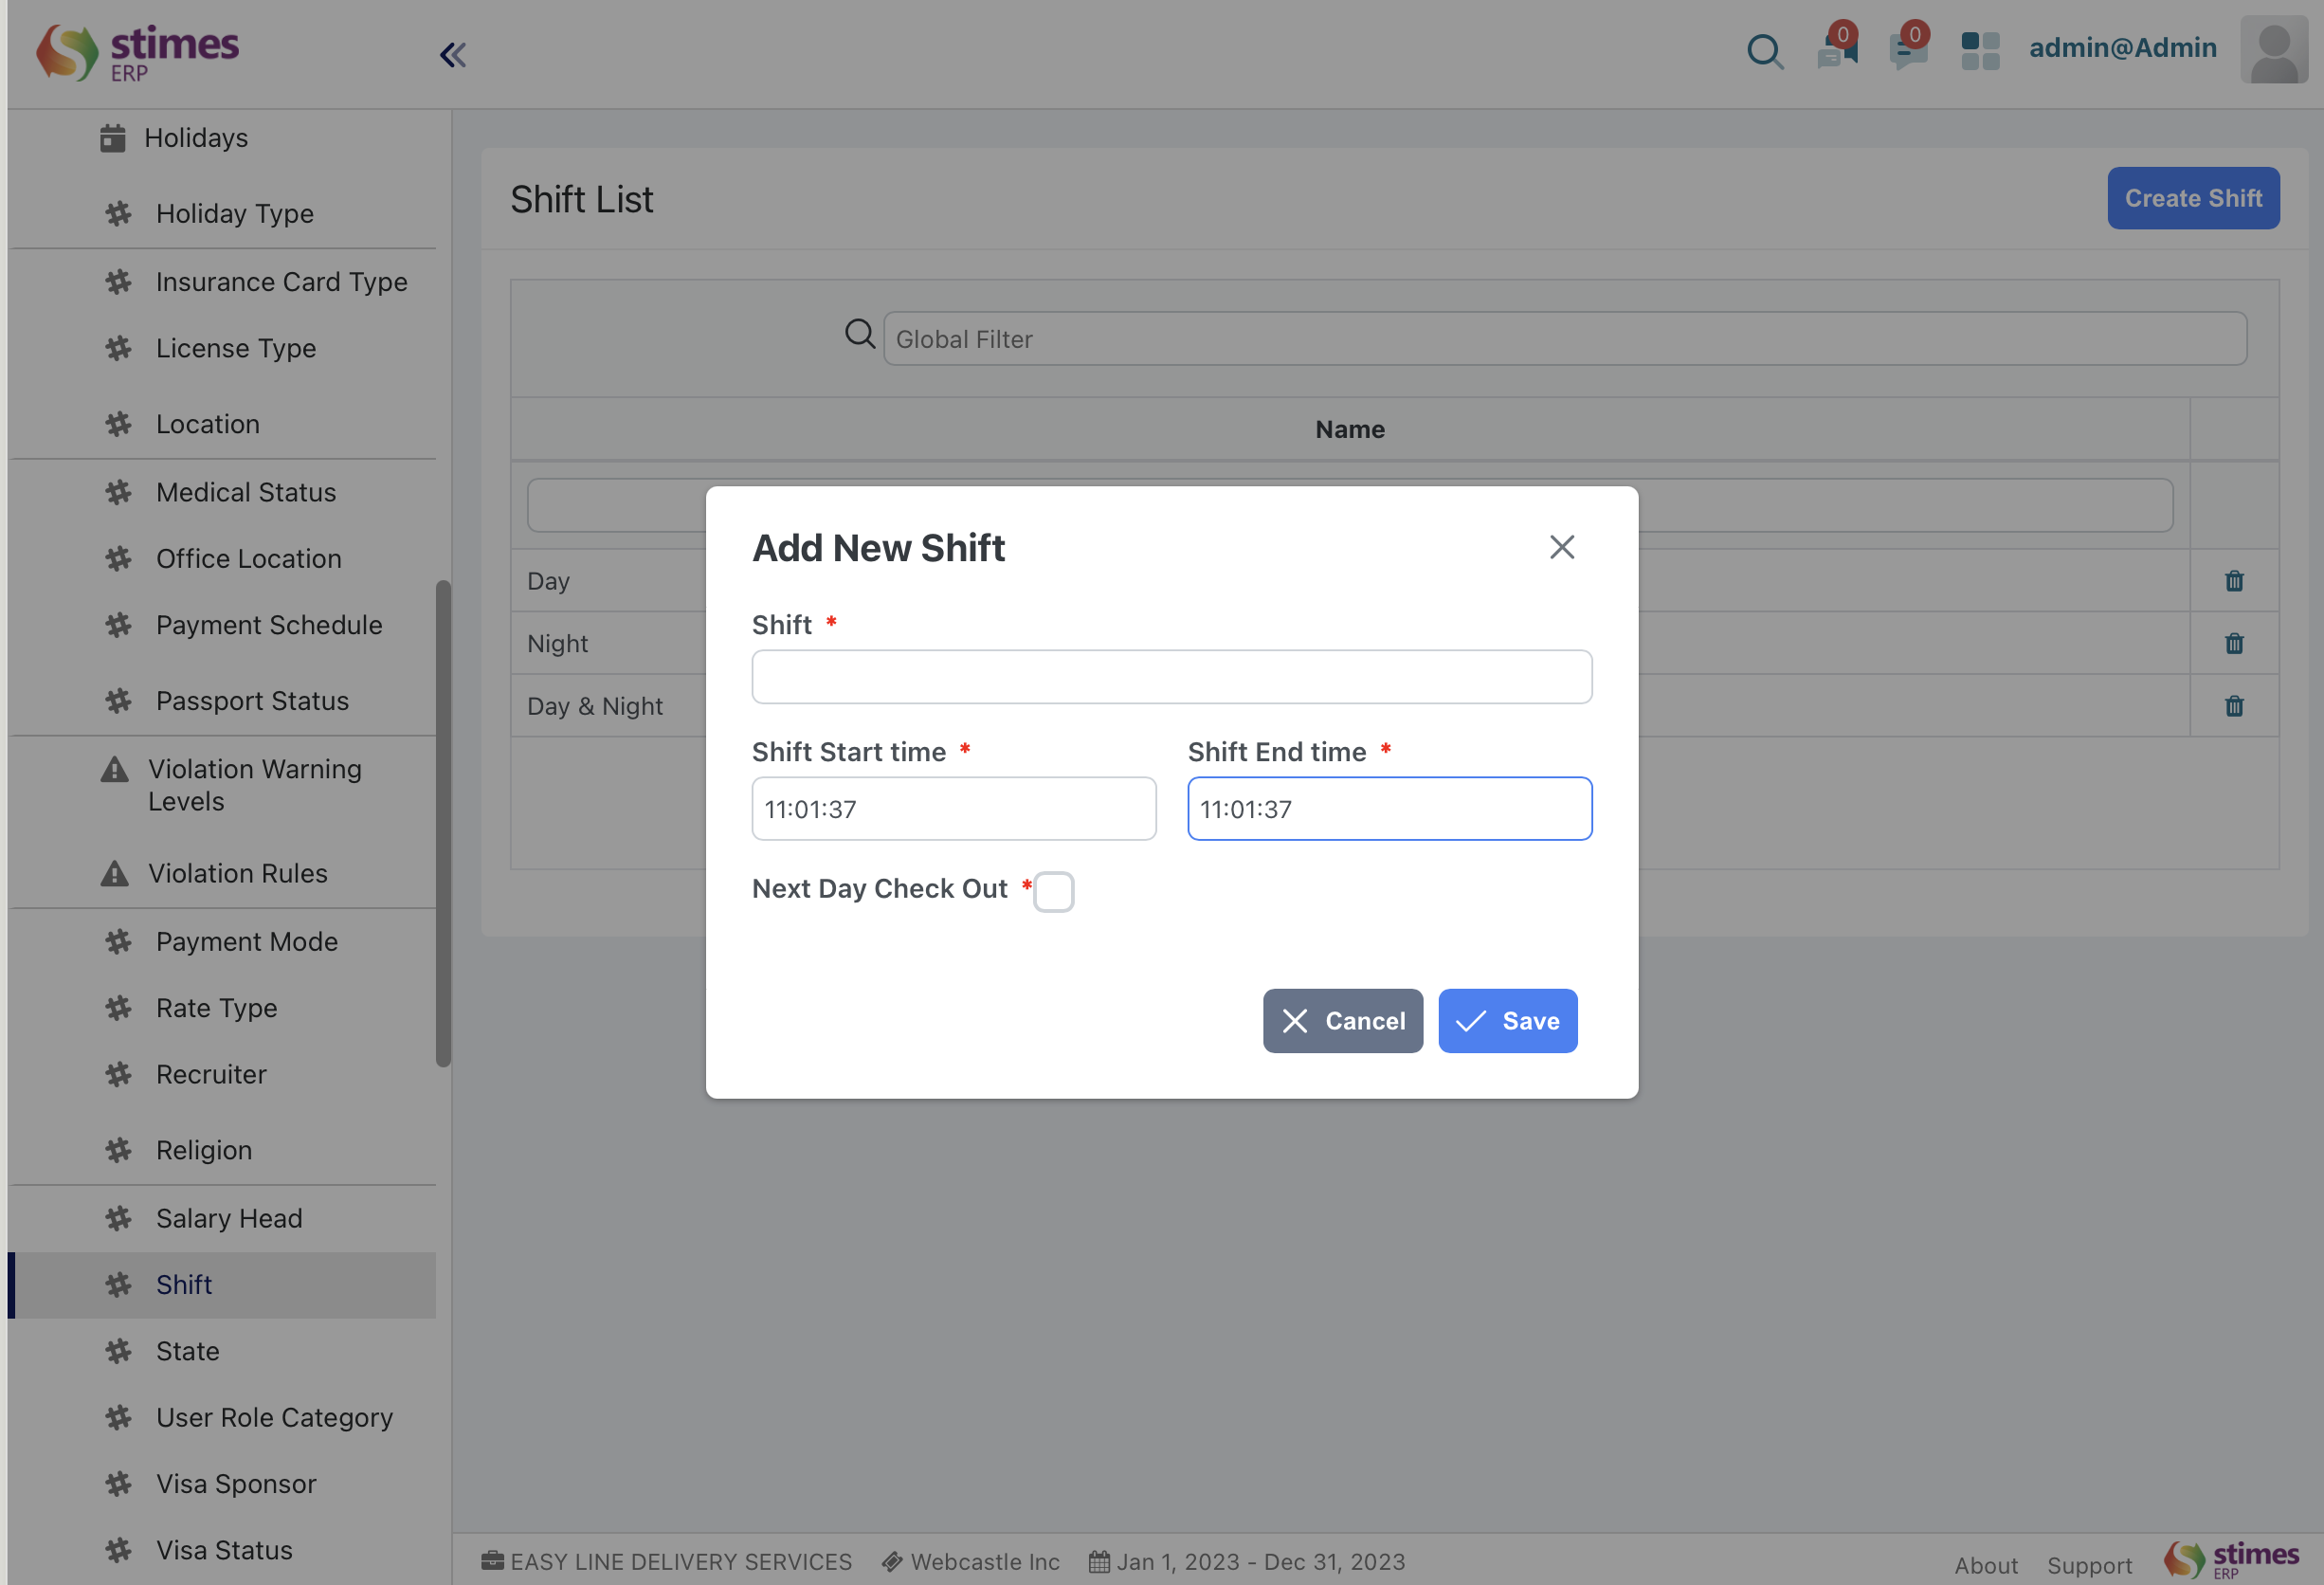 stimes
ERP
0
0
admin@Admin
Holidays
Holiday Type
Insurance Card Type
License Type
Location
Medical Status
Office Location
Payment Schedule
Passport Status
Violation Warning
Levels
Violation Rules
Payment Mode
Rate Type
Recruiter
Religion
Salary Head
Shift
State
User Role Category
Visa Sponsor
Visa Status
Shift List
Create Shift
Global Filter
Name
Day
Night
Day & Night
Add New Shift
Shift *
Shift Start time *
Shift End time *
11:01:37
11:01:37
Next Day Check Out *
Cancel
Save
EASY LINE DELIVERY SERVICES
Webcastle Inc
Jan 1, 2023 - Dec 31, 2023
About
Support
stimes
ERP